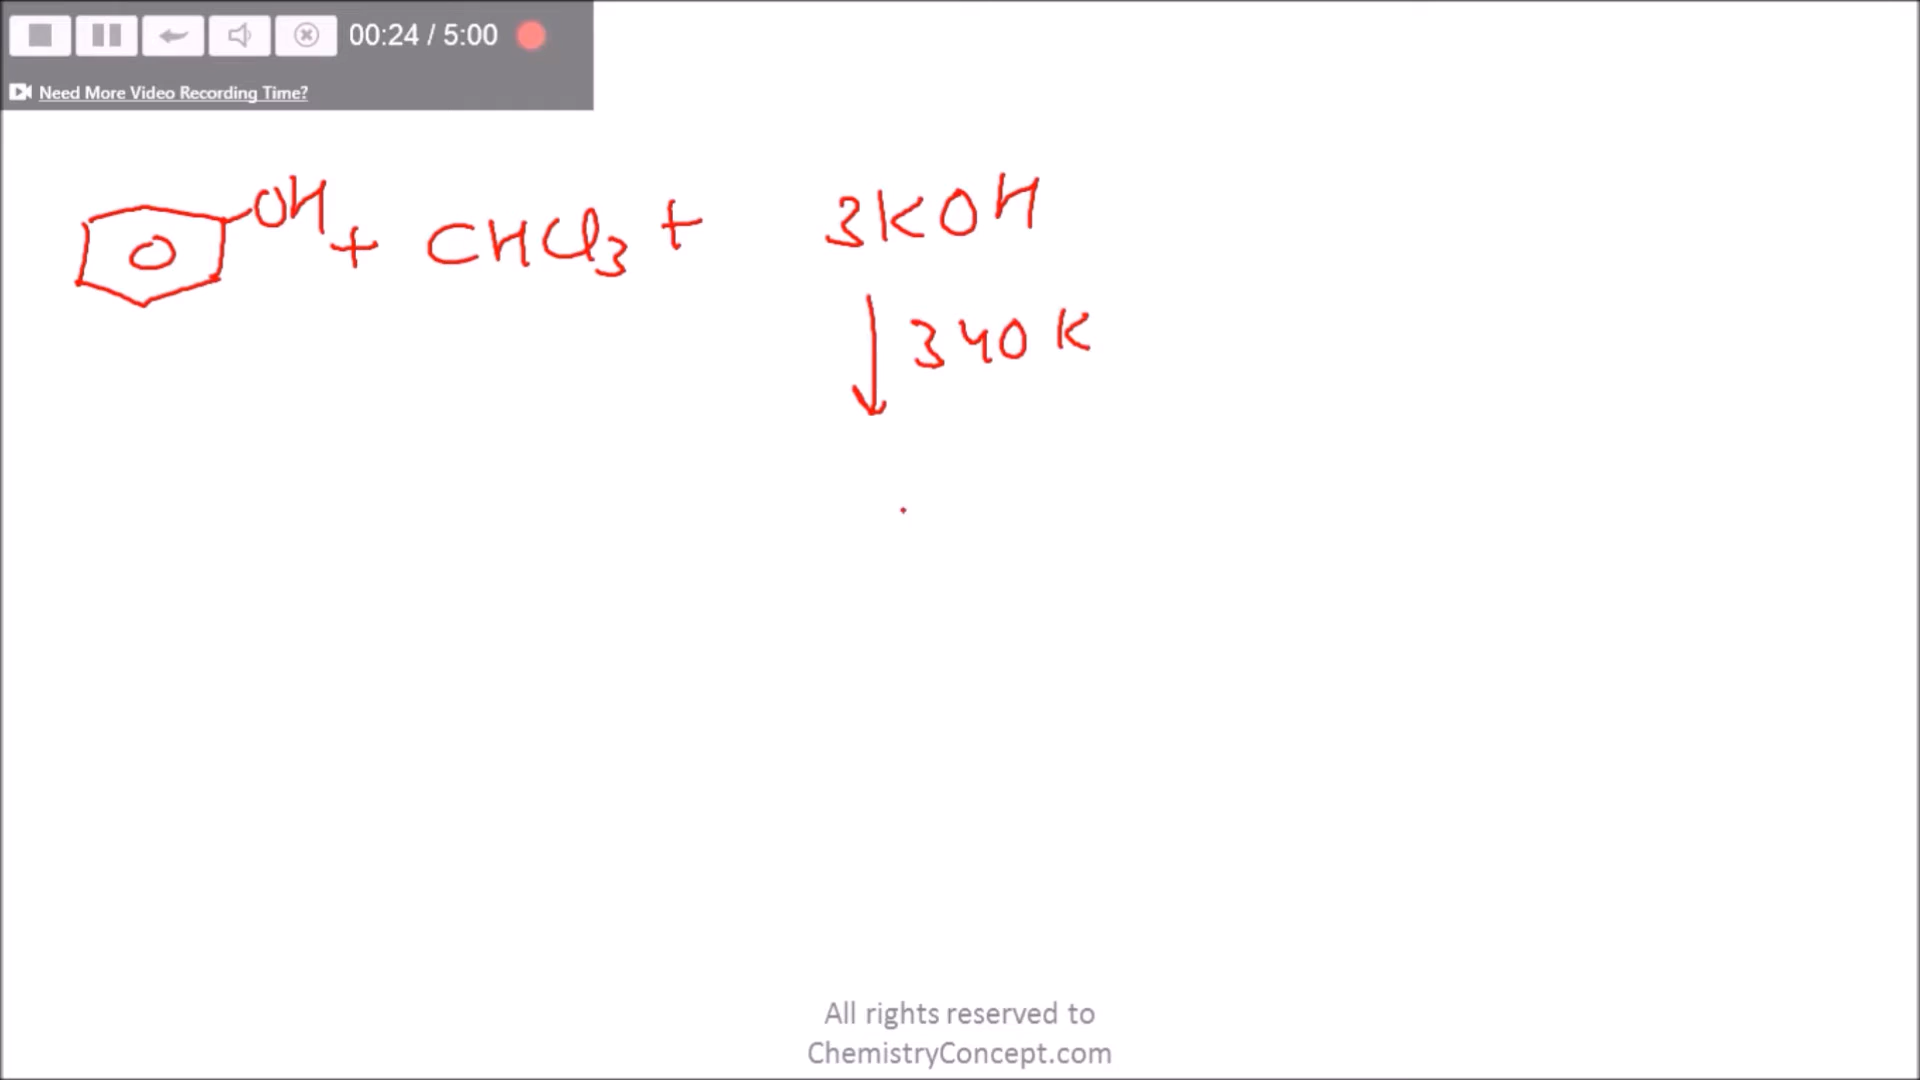 00:24 / 5:00
Need More Video Recording Time?
OH + CHCl3 + 3KOH
340 K
All rights reserved to
ChemistryConcept.com